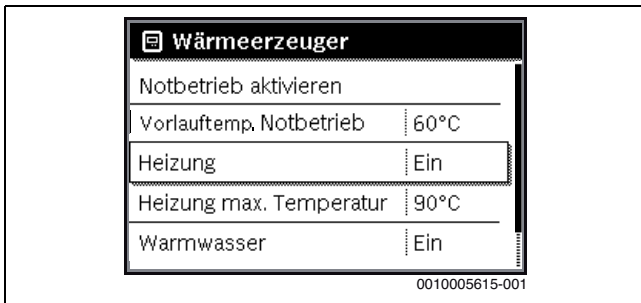 Wärmeerzeuger
Notbetrieb aktivieren
Vorlauftemp. Notbetrieb 60°C
Heizung Ein
Heizung max. Temperatur 90°C
Warmwasser Ein
0010005615-001